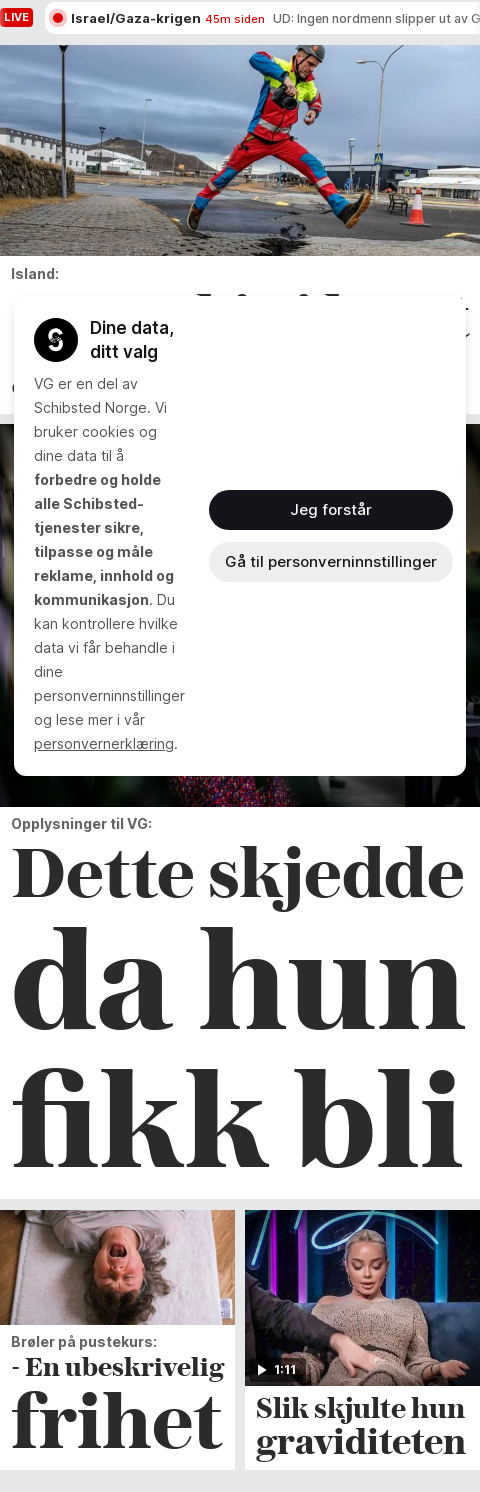 LIVE
Israel/Gaza-krigen 45m siden UD: Ingen nordmenn slipper ut av
Island:
Dine data,
ditt valg
VG er en del av
Schibsted Norge. Vi
bruker cookies og
dine data til å
forbedre og holde
alle Schibsted-
tjenester sikre,
tilpasse og måle
reklame, innhold og
kommunikasjon. Du
kan kontrollere hvilke
data vi får behandle i
dine
personverninnstillinger
og lese mer i vår
personvernerklæring.
Jeg forstår
Gå til personverninnstillinger
Opplysninger til VG:
Dette skjedde
da hun
fikk bli
Brøler på pustekurs:
- En ubeskrivelig
frihet
1:11
Slik skjulte hun
graviditeten